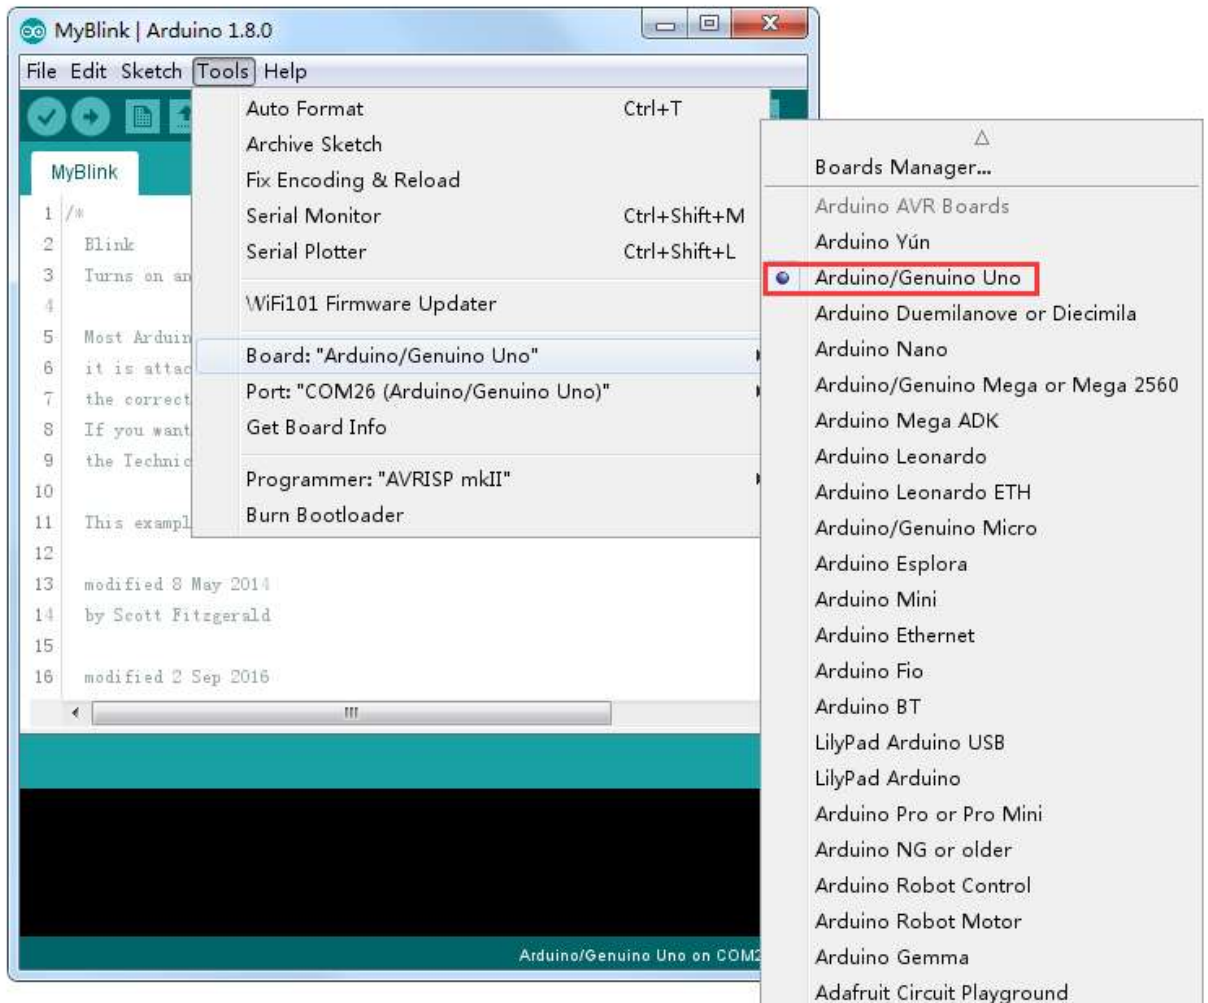 MyBlink | Arduino 1.8.0
File Edit Sketch Tools Help
MyBlink
1 /*
2 Blink
3 Turns on an
4
5 Most Arduin
6 it is attac
7 the correct
8 If you want
9 the Technic
10
11 This exampl
12
13 modified 8 May 2014
14 by Scott Fitzgerald
15
16 modified 2 Sep 2016
Auto Format Ctrl+T
Archive Sketch
Fix Encoding & Reload
Serial Monitor Ctrl+Shift+M
Serial Plotter Ctrl+Shift+L
WiFi101 Firmware Updater
Board: "Arduino/Genuino Uno"
Port: "COM26 (Arduino/Genuino Uno)"
Get Board Info
Programmer: "AVRISP mkII"
Burn Bootloader
Boards Manager...
Arduino AVR Boards
Arduino Yún
Arduino/Genuino Uno
Arduino Duemilanove or Diecimila
Arduino Nano
Arduino/Genuino Mega or Mega 2560
Arduino Mega ADK
Arduino Leonardo
Arduino Leonardo ETH
Arduino/Genuino Micro
Arduino Esplora
Arduino Mini
Arduino Ethernet
Arduino Fio
Arduino BT
LilyPad Arduino USB
LilyPad Arduino
Arduino Pro or Pro Mini
Arduino NG or older
Arduino Robot Control
Arduino Robot Motor
Arduino Gemma
Adafruit Circuit Playground
Arduino/Genuino Uno on COM2